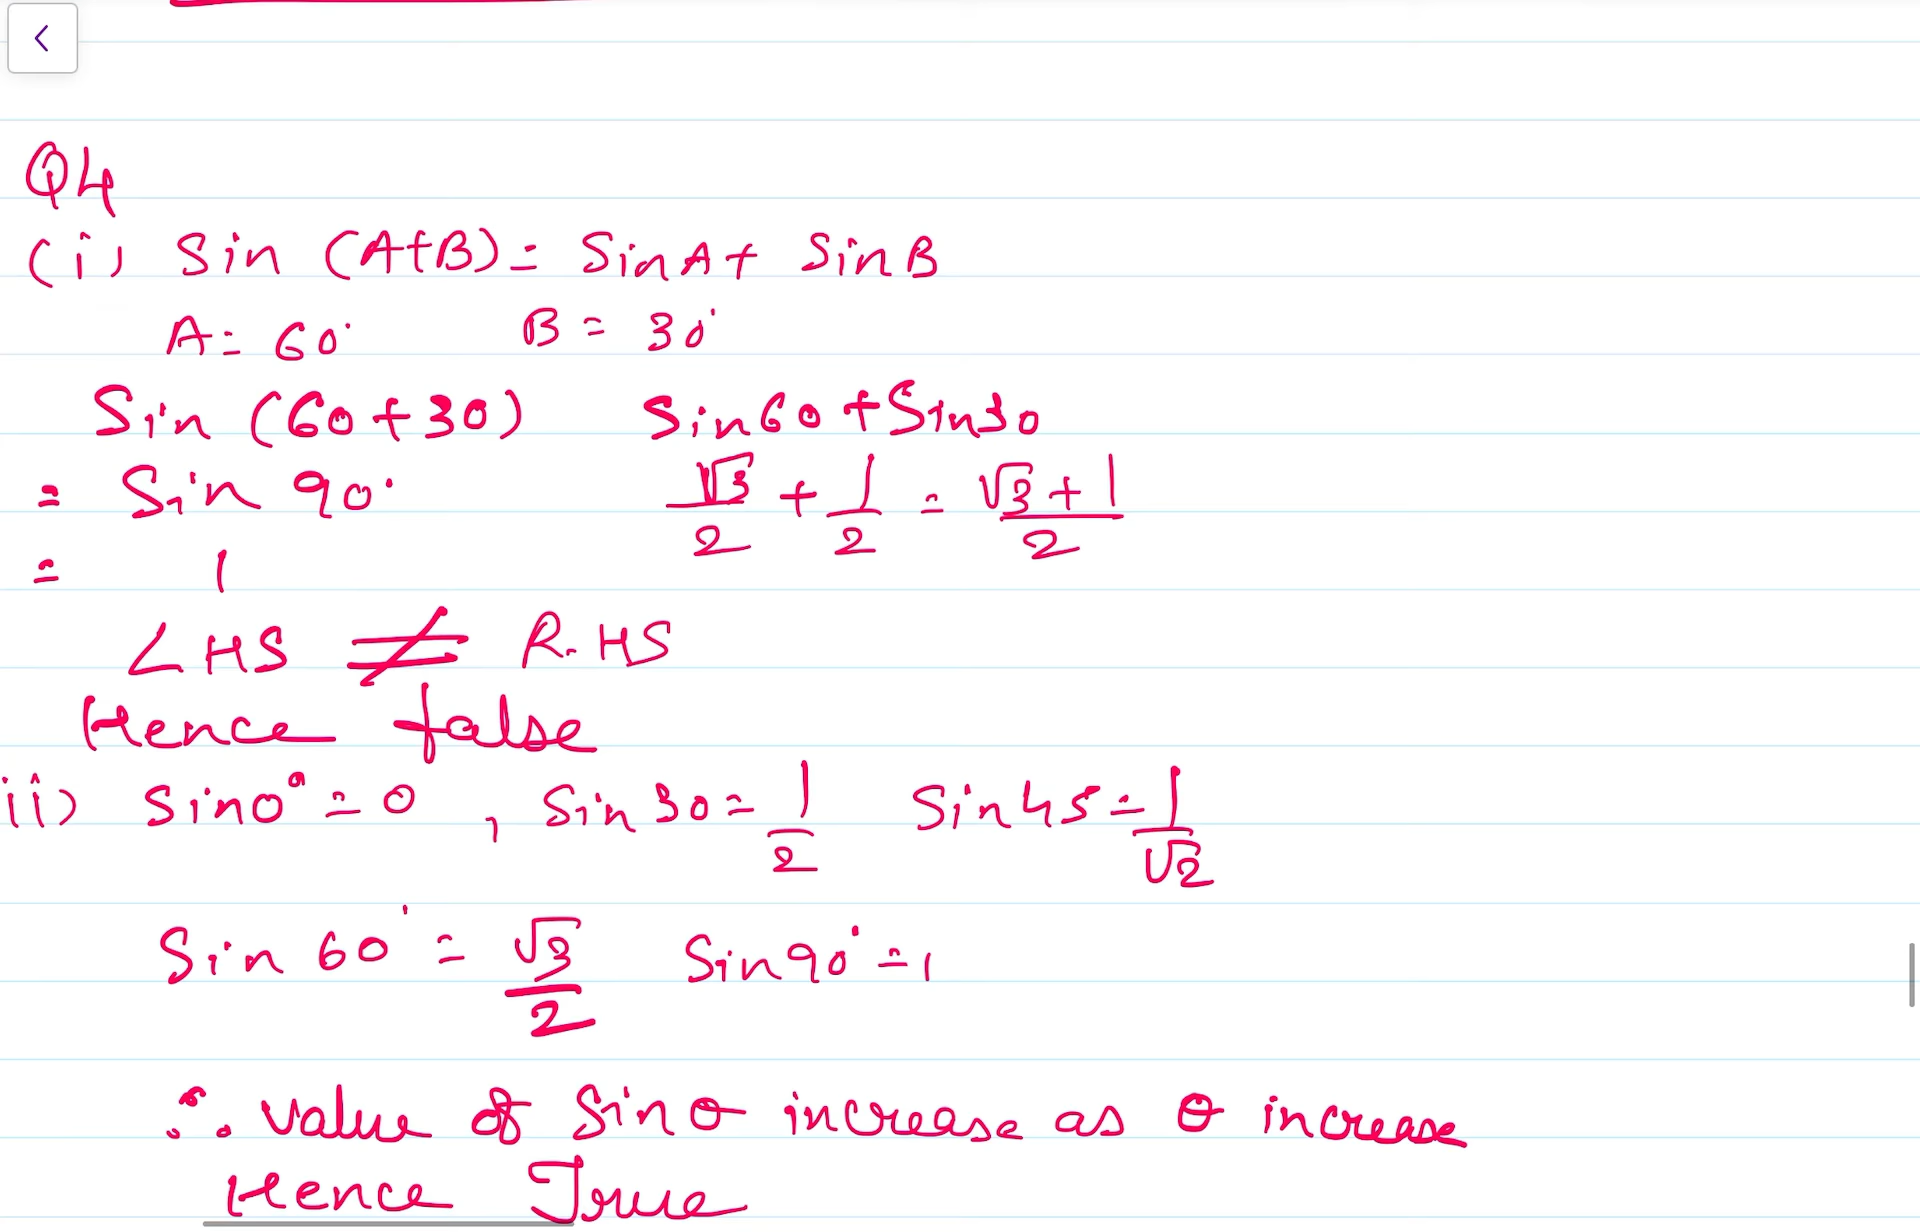 Q4
(i) Sin (A+B) = SinA + SinB
A = 60° B = 30°
Sin (60+30) Sin60 + Sin30
= Sin 90° √3/2 + 1/2 = √3+1/2
= 1
LHS ≠ R.HS
Hence false
ii) Sin0° = 0 , Sin 30 = 1/2 Sin45 = 1/√2
Sin 60° = √3/2 Sin90° = 1
∴ value of Sinθ increase as θ increase
Hence True